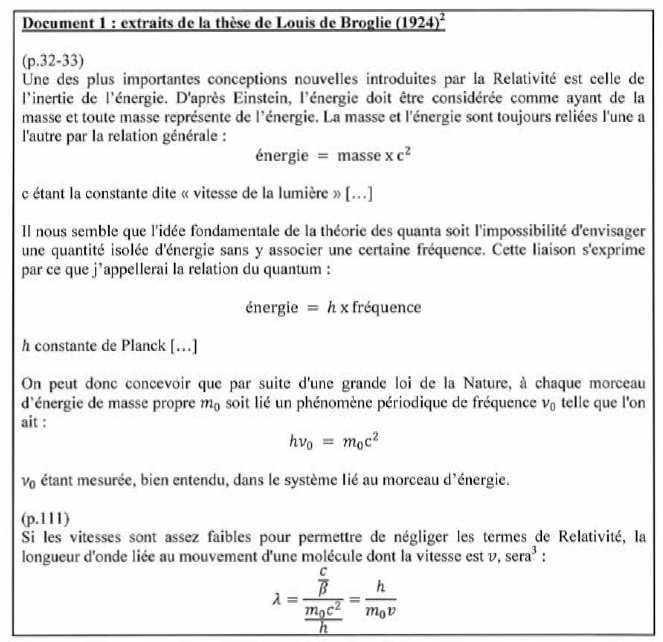 Document 1 : extraits de la thèse de Louis de Broglie (1924)²
(p.32-33)
Une des plus importantes conceptions nouvelles introduites par la Relativité est celle de
l'inertie de l'énergie. D'après Einstein, l'énergie doit être considérée comme ayant de la
masse et toute masse représente de l'énergie. La masse et l'énergie sont toujours reliées l'une a
l'autre par la relation générale :
énergie = masse x c²
c étant la constante dite « vitesse de la lumière » […]
Il nous semble que l'idée fondamentale de la théorie des quanta soit l'impossibilité d'envisager
une quantité isolée d'énergie sans y associer une certaine fréquence. Cette liaison s'exprime
par ce que j'appellerai la relation du quantum :
énergie = h x fréquence
h constante de Planck […]
On peut donc concevoir que par suite d'une grande loi de la Nature, à chaque morceau
d'énergie de masse propre m₀ soit lié un phénomène périodique de fréquence ν₀ telle que l'on
ait :
hν₀ = m₀c²
ν₀ étant mesurée, bien entendu, dans le système lié au morceau d'énergie.
(p.111)
Si les vitesses sont assez faibles pour permettre de négliger les termes de Relativité, la
longueur d'onde liée au mouvement d'une molécule dont la vitesse est v, sera³ :
λ = (c/β)/(m₀c²/h) = h/(m₀v)